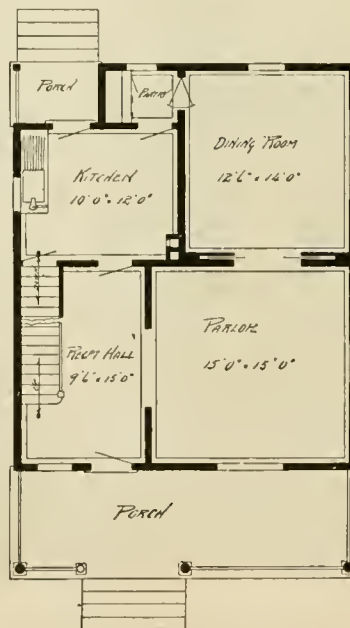 PORCH
PANTRY
DINING ROOM
12'6" x 14'0"
KITCHEN
10'0" x 12'0"
PARLOR
15'0" x 15'0"
RECPT HALL
9'6" x 15'0"
PORCH